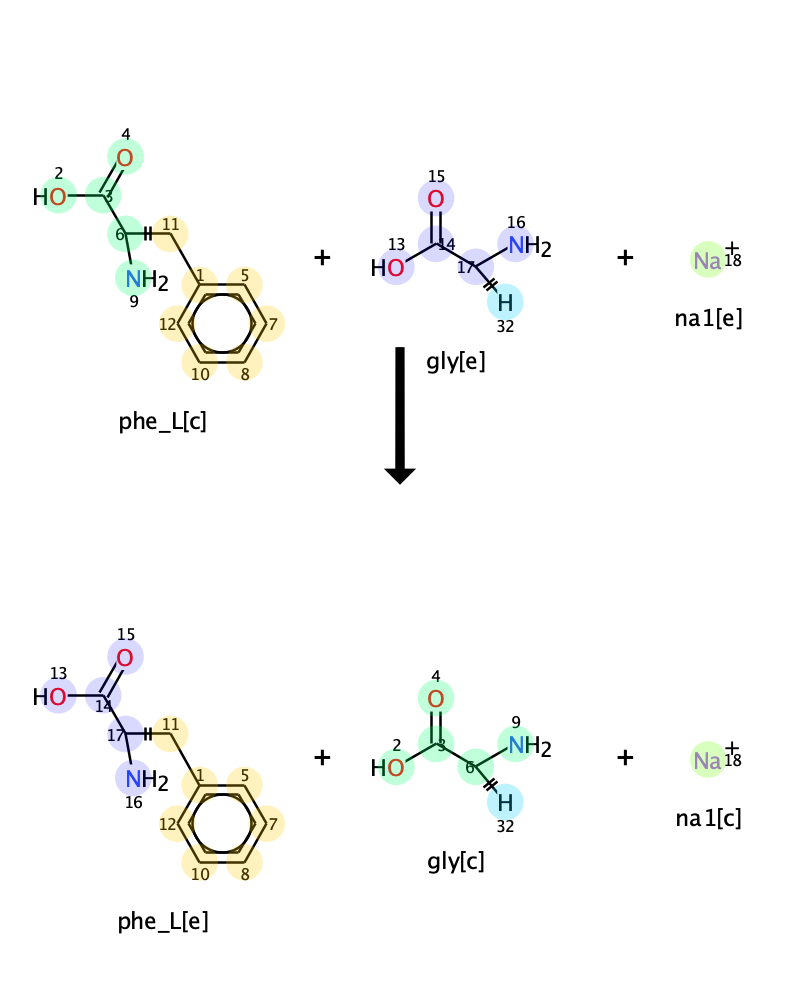 4
2
HO
O
3
6
11
NH2
9
1
5
12
7
10
8
phe_L[c]
+
15
O
13
HO
14
16
NH2
17
H
32
gly[e]
+
Na+
18
na1[e]
15
13
HO
O
14
17
11
NH2
16
1
5
12
7
10
8
phe_L[e]
+
4
O
2
HO
3
9
NH2
6
H
32
gly[c]
+
Na+
18
na1[c]